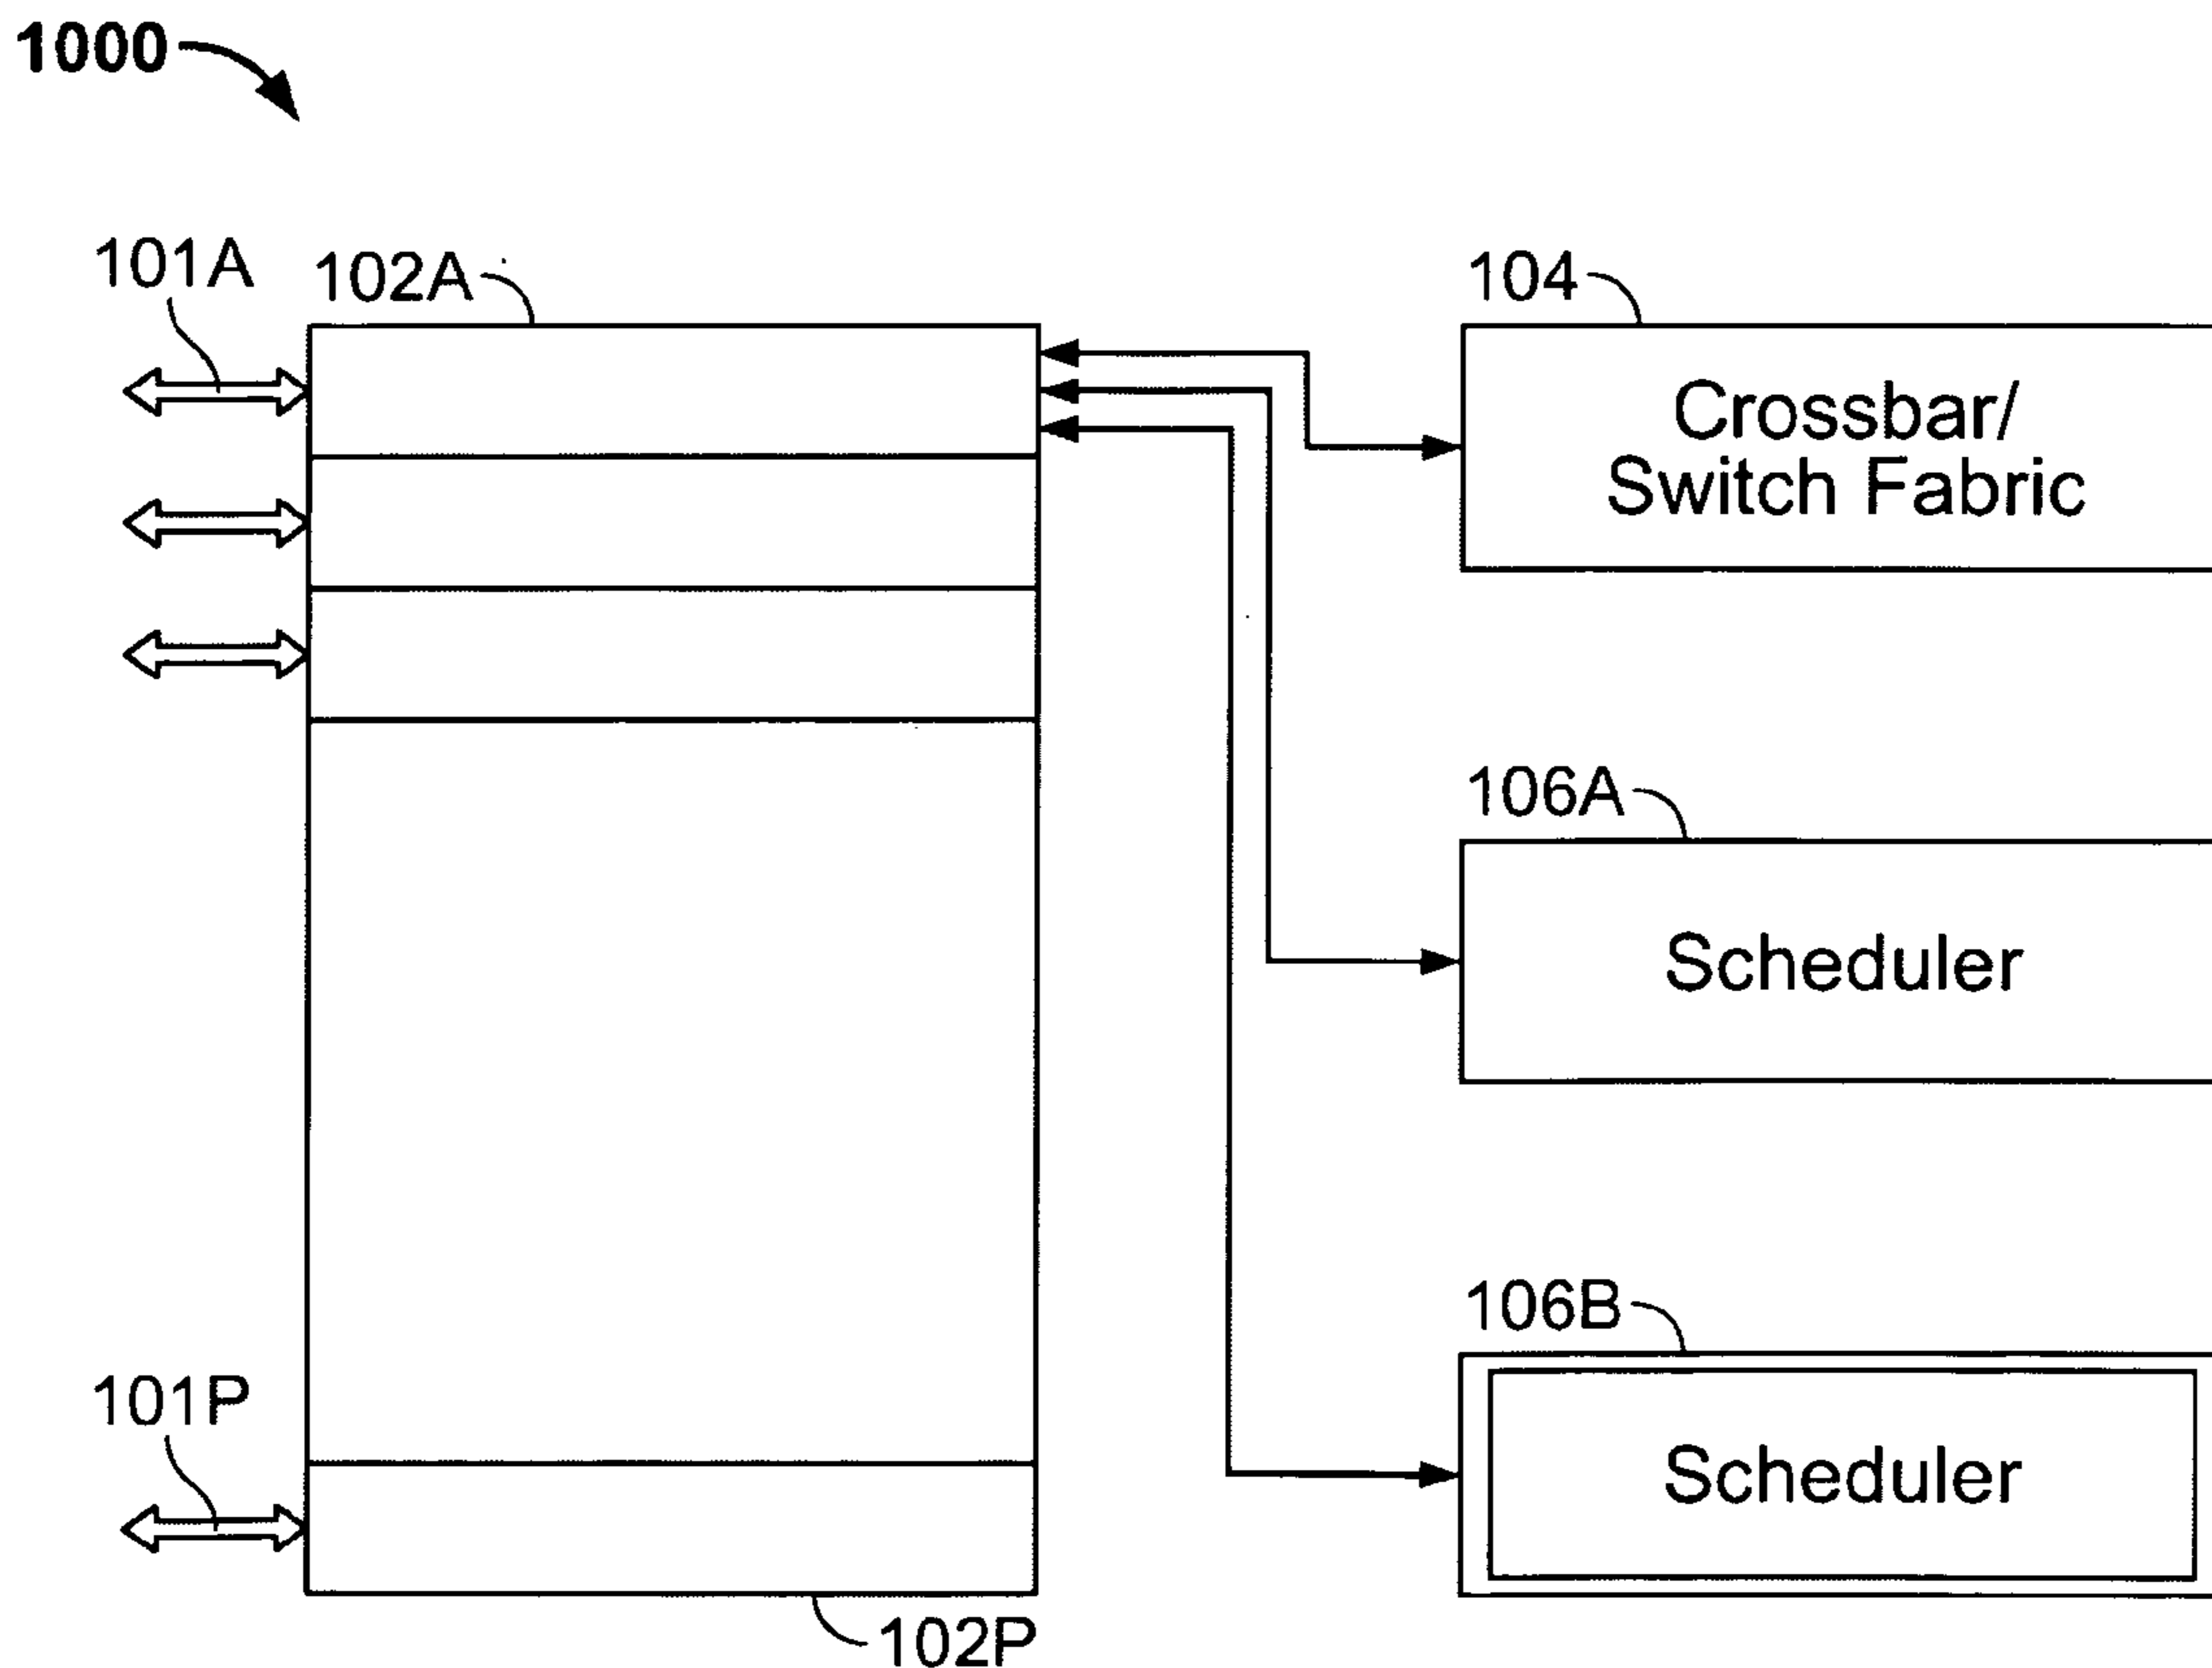 1000
101A
102A
104
Crossbar/
Switch Fabric
106A
Scheduler
106B
Scheduler
101P
102P